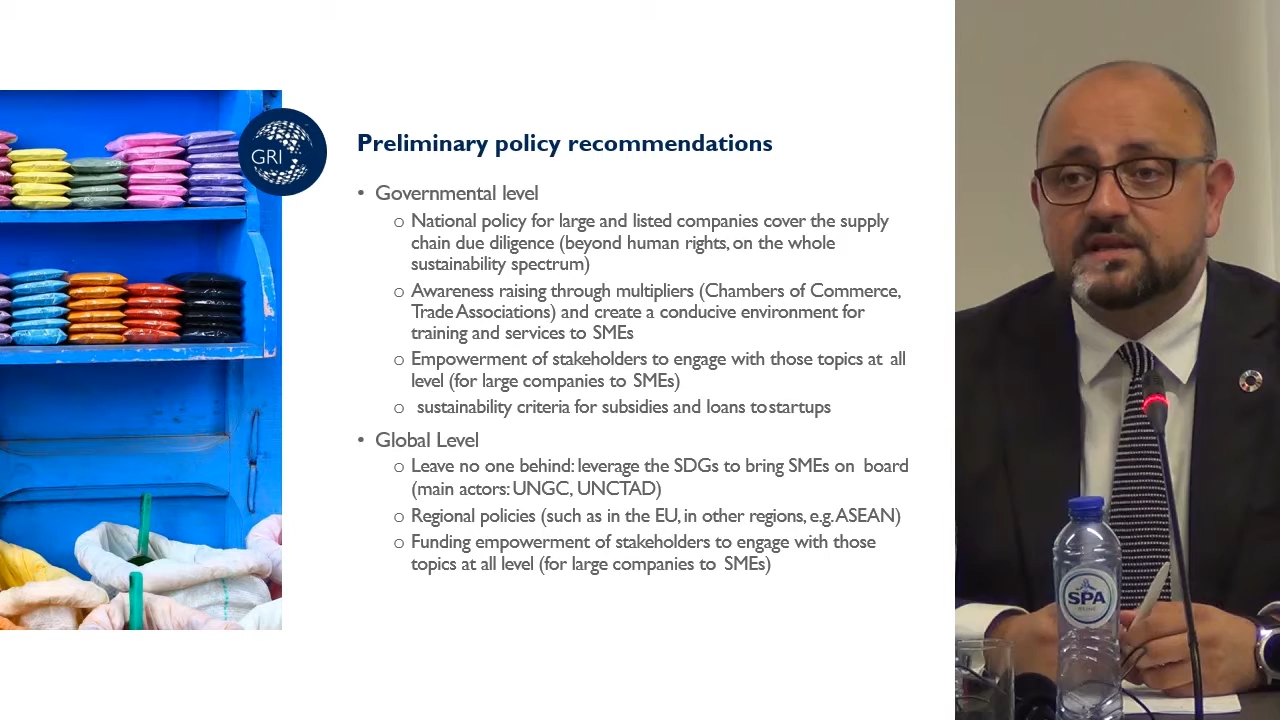 GRI
Preliminary policy recommendations
• Governmental level
o National policy for large and listed companies cover the supply
chain due diligence (beyond human rights, on the whole
sustainability spectrum)
o Awareness raising through multipliers (Chambers of Commerce,
Trade Associations) and create a conducive environment for
training and services to SMEs
o Empowerment of stakeholders to engage with those topics at all
level (for large companies to SMEs)
o sustainability criteria for subsidies and loans to startups
• Global Level
o Leave no one behind: leverage the SDGs to bring SMEs on board
(main actors: UNGC, UNCTAD)
o Regional policies (such as in the EU, in other regions, e.g. ASEAN)
o Funding empowerment of stakeholders to engage with those
topics at all level (for large companies to SMEs)
SPA